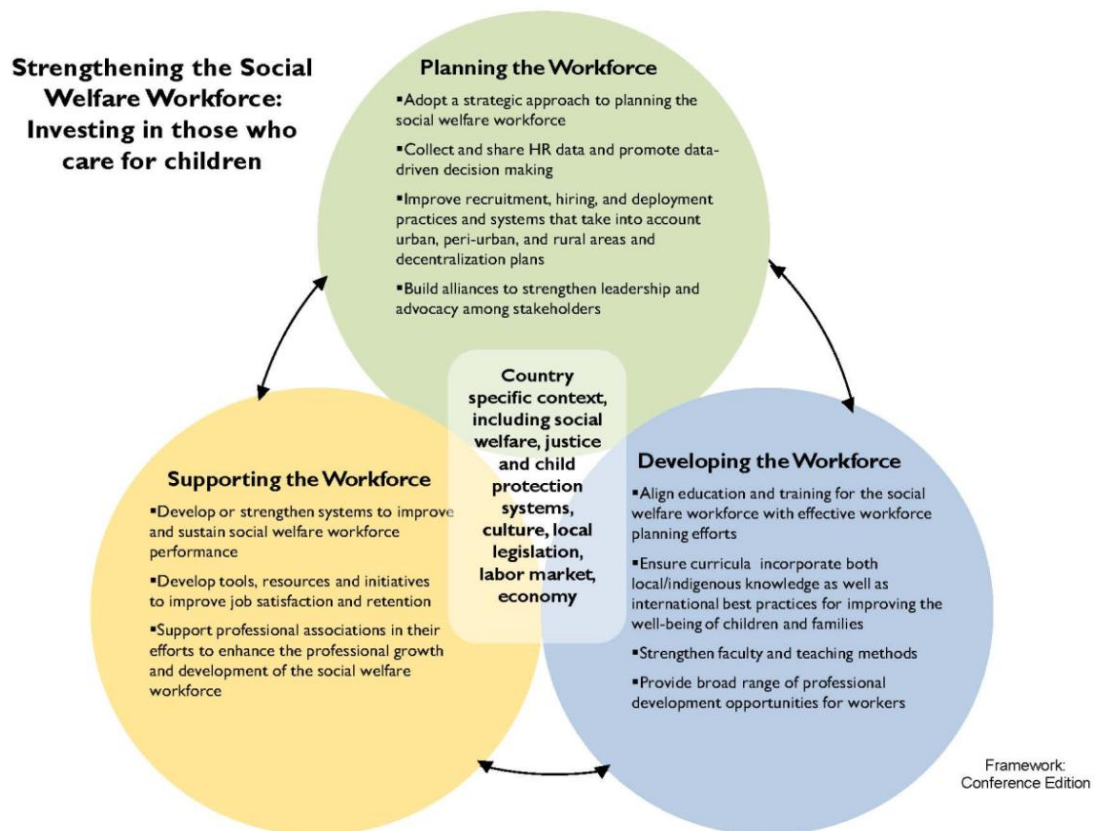 Strengthening the Social
Welfare Workforce:
Investing in those who
care for children
Planning the Workforce
▪Adopt a strategic approach to planning the
social welfare workforce
▪Collect and share HR data and promote data-
driven decision making
▪Improve recruitment, hiring, and deployment
practices and systems that take into account
urban, peri-urban, and rural areas and
decentralization plans
▪Build alliances to strengthen leadership and
advocacy among stakeholders
Country
specific context,
including social
welfare, justice
and child
protection
systems,
culture, local
legislation,
labor market,
economy
Supporting the Workforce
▪Develop or strengthen systems to improve
and sustain social welfare workforce
performance
▪Develop tools, resources and initiatives
to improve job satisfaction and retention
▪Support professional associations in their
efforts to enhance the professional growth
and development of the social welfare
workforce
Developing the Workforce
▪Align education and training for the social
welfare workforce with effective workforce
planning efforts
▪Ensure curricula incorporate both
local/indigenous knowledge as well as
international best practices for improving the
well-being of children and families
▪Strengthen faculty and teaching methods
▪Provide broad range of professional
development opportunities for workers
Framework:
Conference Edition